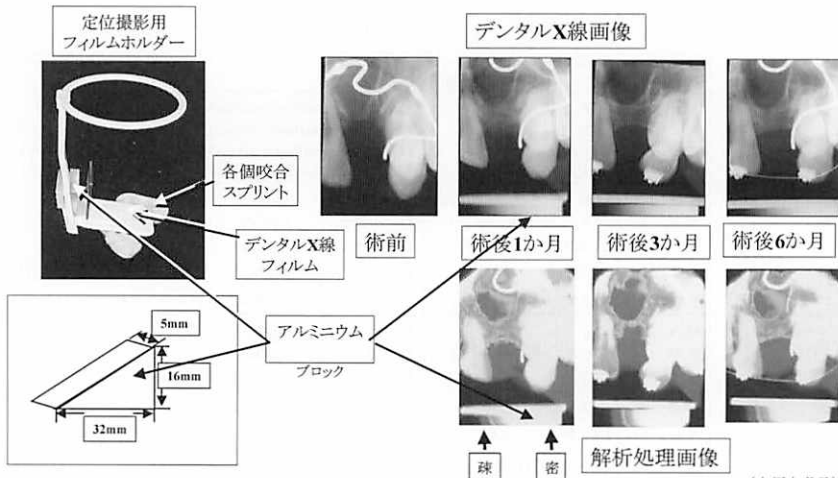 定位撮影用
フィルムホルダー
デンタルX線画像
各個咬合
スプリント
デンタルX線
フィルム
術前
術後1か月
術後3か月
術後6か月
アルミニウム
ブロック
5mm
16mm
32mm
疎
密
解析処理画像